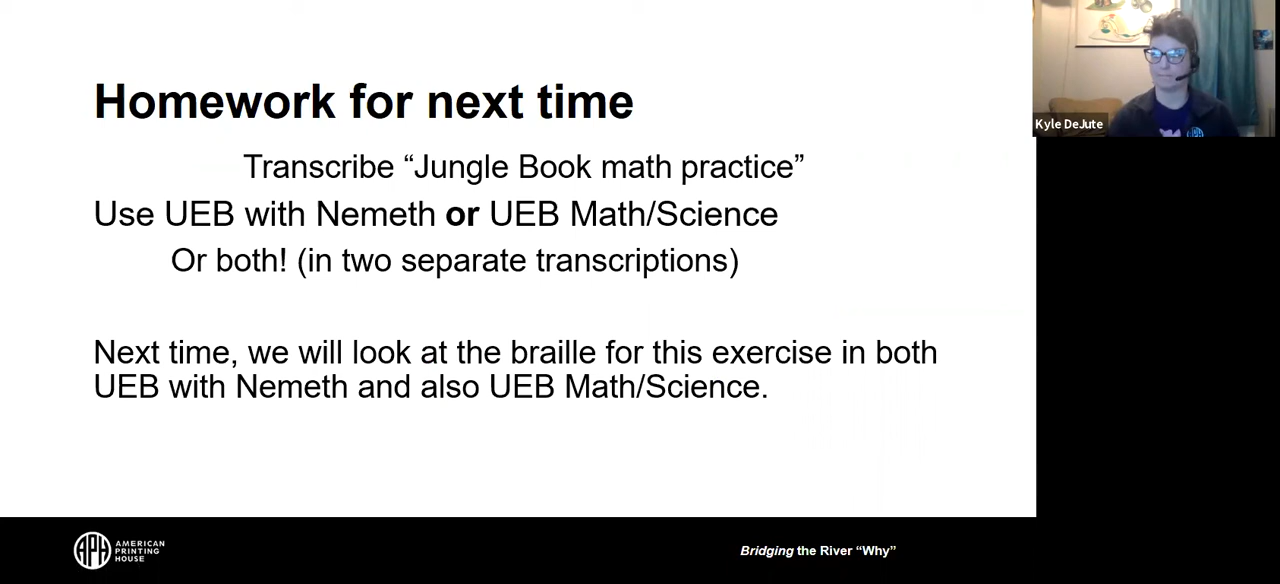 Homework for next time
Transcribe “Jungle Book math practice”
Use UEB with Nemeth or UEB Math/Science
Or both! (in two separate transcriptions)
Next time, we will look at the braille for this exercise in both
UEB with Nemeth and also UEB Math/Science.
Kyle DeJute
APH
AMERICAN
PRINTING
HOUSE
Bridging the River “Why”